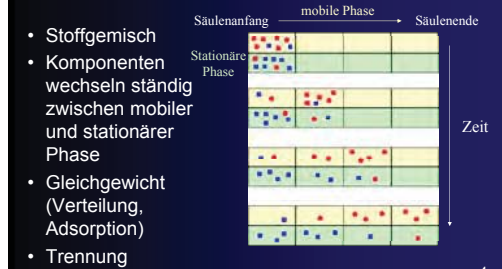 • Stoffgemisch
• Komponenten
wechseln ständig
zwischen mobiler
und stationärer
Phase
• Gleichgewicht
(Verteilung,
Adsorption)
• Trennung
Säulenanfang
mobile Phase
Säulenende
Stationäre
Phase
Zeit